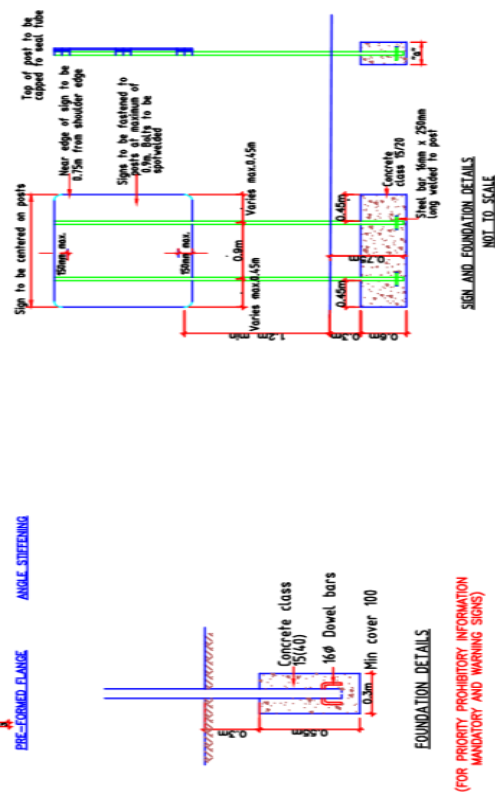 Top of post to be
capped to seal tube
Near edge of sign to be
0.75m from shoulder edge
Signs to be fastened to
posts at maximum of
0.9m. Bolts to be
spotwelded
Sign to be centered on posts
150mm max.
150mm max.
Varies max.0.45m
0.9m
Varies max.0.45m
0.45m
0.45m
"a"
Concrete
class 15/20
Steel bar 16mm x 250mm
long welded to post
SIGN AND FOUNDATION DETAILS
NOT TO SCALE
PRE-FORMED FLANGE
ANGLE STIFFENING
Concrete class
15(40)
16Ø Dowel bars
0.3m
Min cover 100
FOUNDATION DETAILS
(FOR PRIORITY PROHIBITORY INFORMATION
MANDATORY AND WARNING SIGNS)